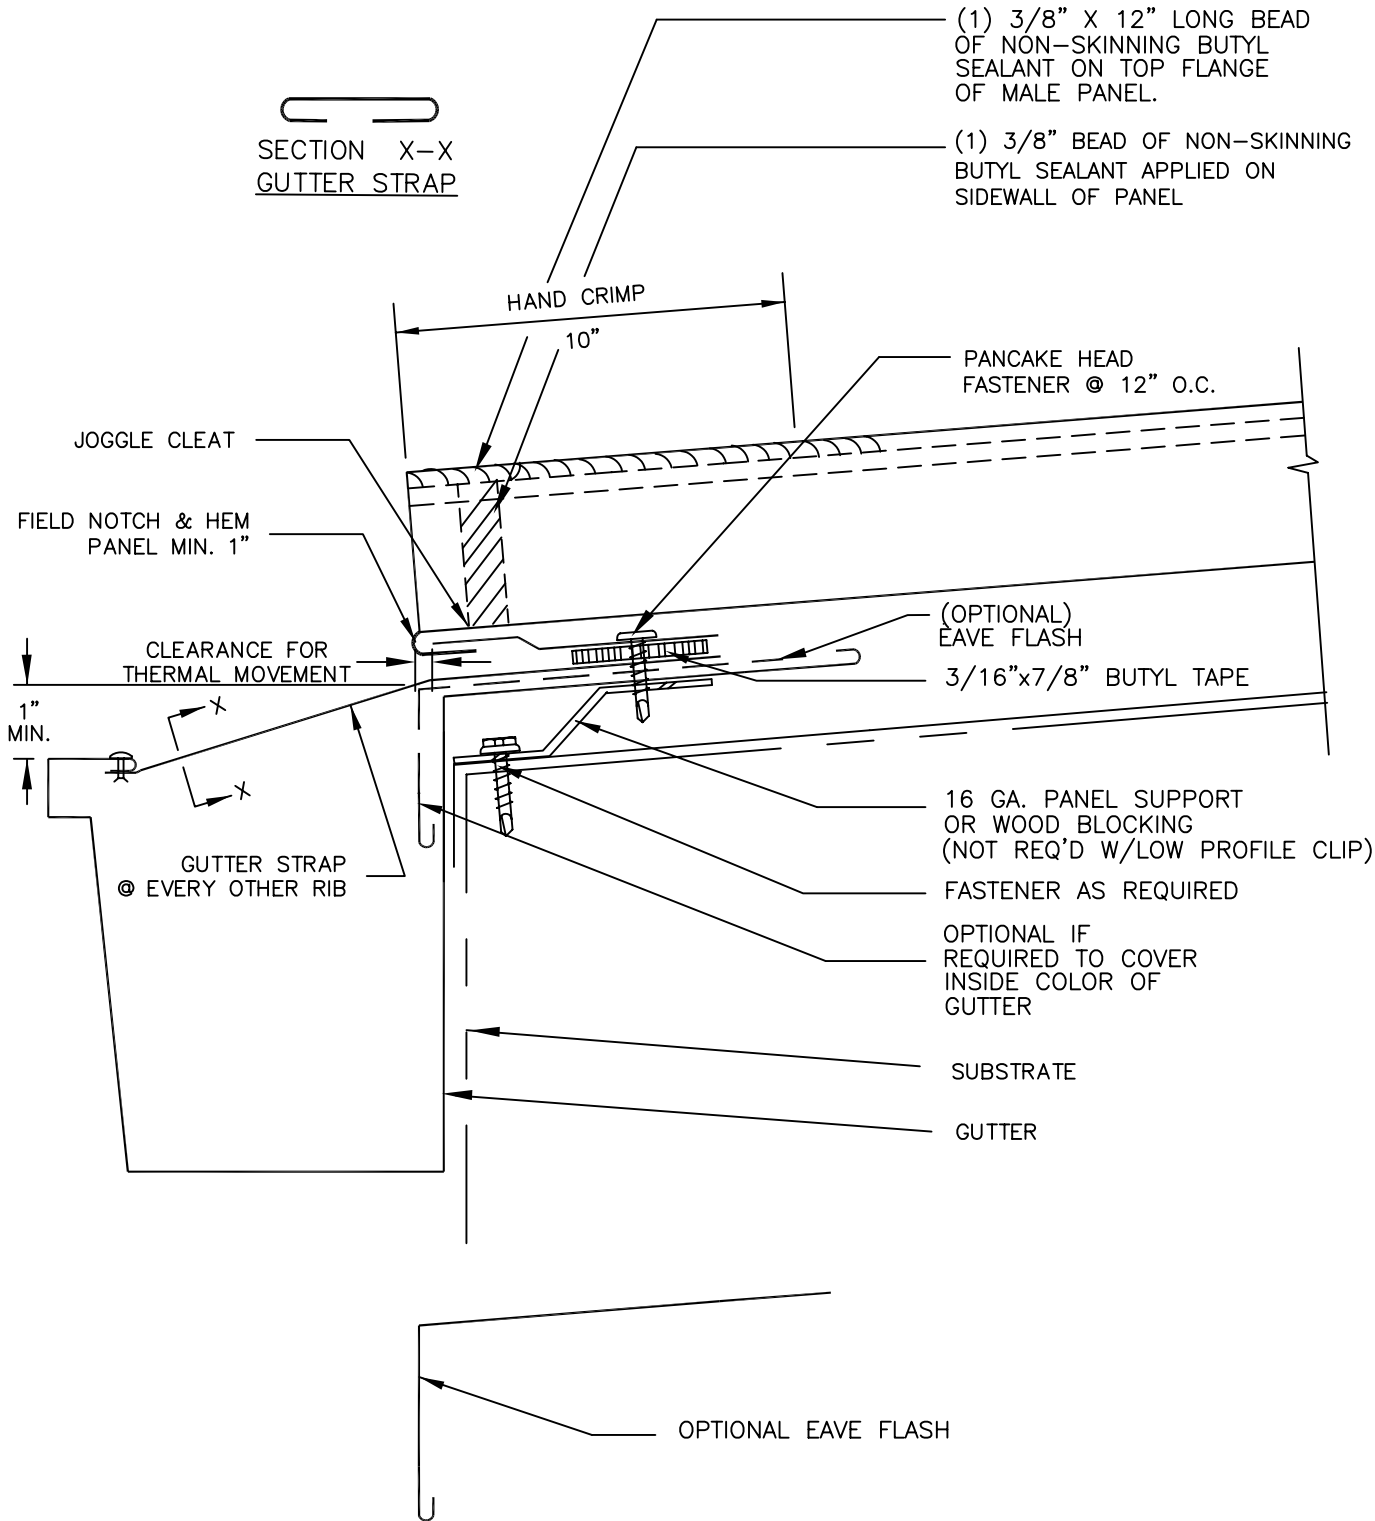 (1) 3/8" X 12" LONG BEAD
OF NON-SKINNING BUTYL
SEALANT ON TOP FLANGE
OF MALE PANEL.
SECTION X-X
GUTTER STRAP
(1) 3/8" BEAD OF NON-SKINNING
BUTYL SEALANT APPLIED ON
SIDEWALL OF PANEL
HAND CRIMP
10"
PANCAKE HEAD
FASTENER @ 12" O.C.
JOGGLE CLEAT
FIELD NOTCH & HEM
PANEL MIN. 1"
(OPTIONAL)
EAVE FLASH
CLEARANCE FOR
THERMAL MOVEMENT
3/16"x7/8" BUTYL TAPE
1"
MIN.
X
X
16 GA. PANEL SUPPORT
OR WOOD BLOCKING
(NOT REQ'D W/LOW PROFILE CLIP)
GUTTER STRAP
@ EVERY OTHER RIB
FASTENER AS REQUIRED
OPTIONAL IF
REQUIRED TO COVER
INSIDE COLOR OF
GUTTER
SUBSTRATE
GUTTER
OPTIONAL EAVE FLASH